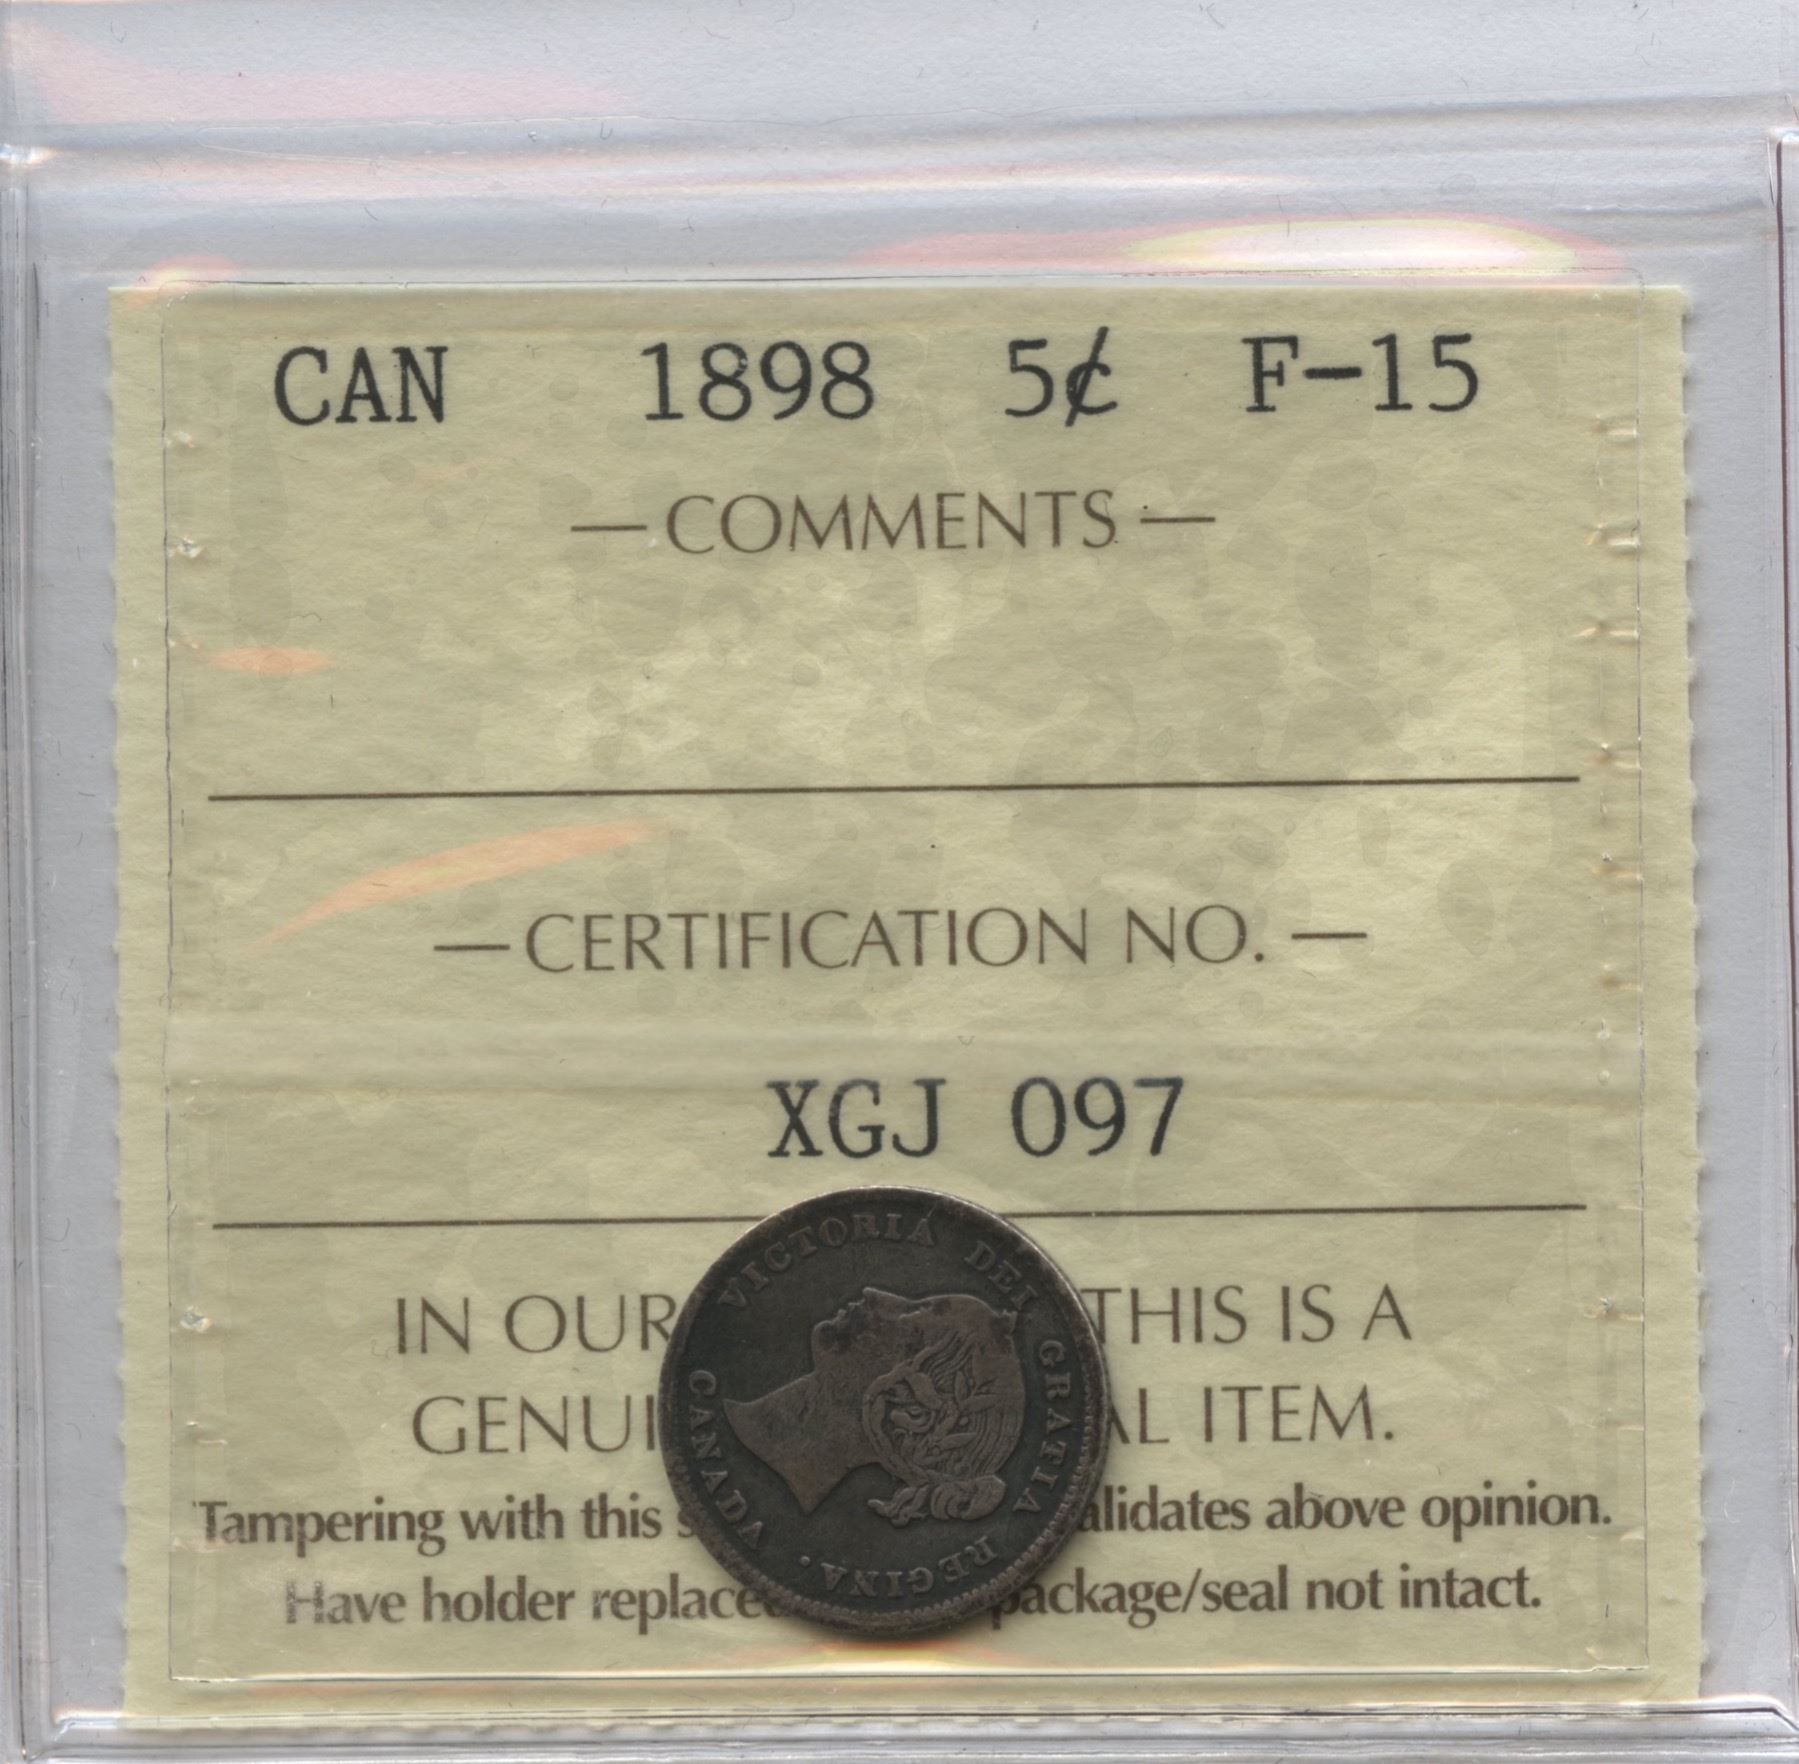 CAN 1898 5¢ F-15
—COMMENTS—
—CERTIFICATION NO.—
XGJ 097
IN OUR THIS IS A
GENUI AL ITEM.
Tampering with this s alidates above opinion.
Have holder replace package/seal not intact.
VICTORIA DEI GRATIA REGINA.
CANADA